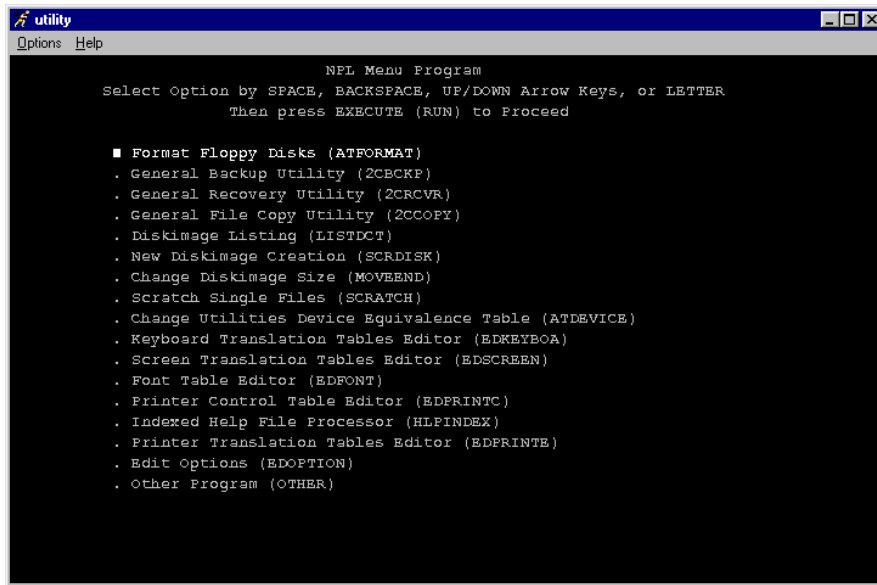 utility
Options Help
NPL Menu Program
Select Option by SPACE, BACKSPACE, UP/DOWN Arrow Keys, or LETTER
Then press EXECUTE (RUN) to Proceed
Format Floppy Disks (ATFORMAT)
. General Backup Utility (2CBCKP)
. General Recovery Utility (2CRCVR)
. General File Copy Utility (2CCOPY)
. Diskimage Listing (LISTDCT)
. New Diskimage Creation (SCRDISK)
. Change Diskimage Size (MOVEEND)
. Scratch Single Files (SCRATCH)
. Change Utilities Device Equivalence Table (ATDEVICE)
. Keyboard Translation Tables Editor (EDKEYBOA)
. Screen Translation Tables Editor (EDSCREEN)
. Font Table Editor (EDFONT)
. Printer Control Table Editor (EDPRINTC)
. Indexed Help File Processor (HLPINDEX)
. Printer Translation Tables Editor (EDPRINTE)
. Edit Options (EDOPTION)
. Other Program (OTHER)